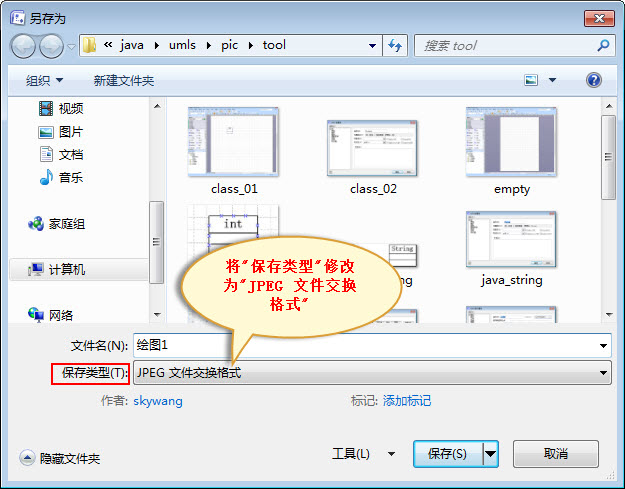 另存为
« java ▸ umls ▸ pic ▸ tool
搜索 tool
组织
新建文件夹
视频
图片
文档
音乐
家庭组
计算机
网络
class_01
class_02
empty
int
String
java_string
将"保存类型"修改
为"JPEG 文件交换
格式"
文件名(N):
绘图1
保存类型(T):
JPEG 文件交换格式
作者: skywang
标记: 添加标记
隐藏文件夹
工具(L)
保存(S)
取消